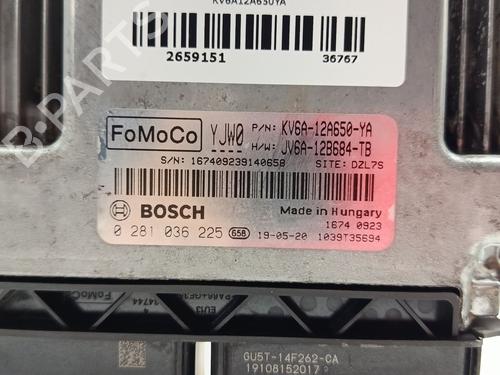 KV6A12A650YA
2659151 36767
FoMoCo YJW0 P/N: KV6A-12A650-YA
H/W: JV6A-12B684-TB
S/N: 167409239140658 SITE: DZL7S
BOSCH Made in Hungary
1674 0923
0 281 036 225 658 19-05-20 1039T35694
FoMoCo
GU5T-14F262-CA
19108152017